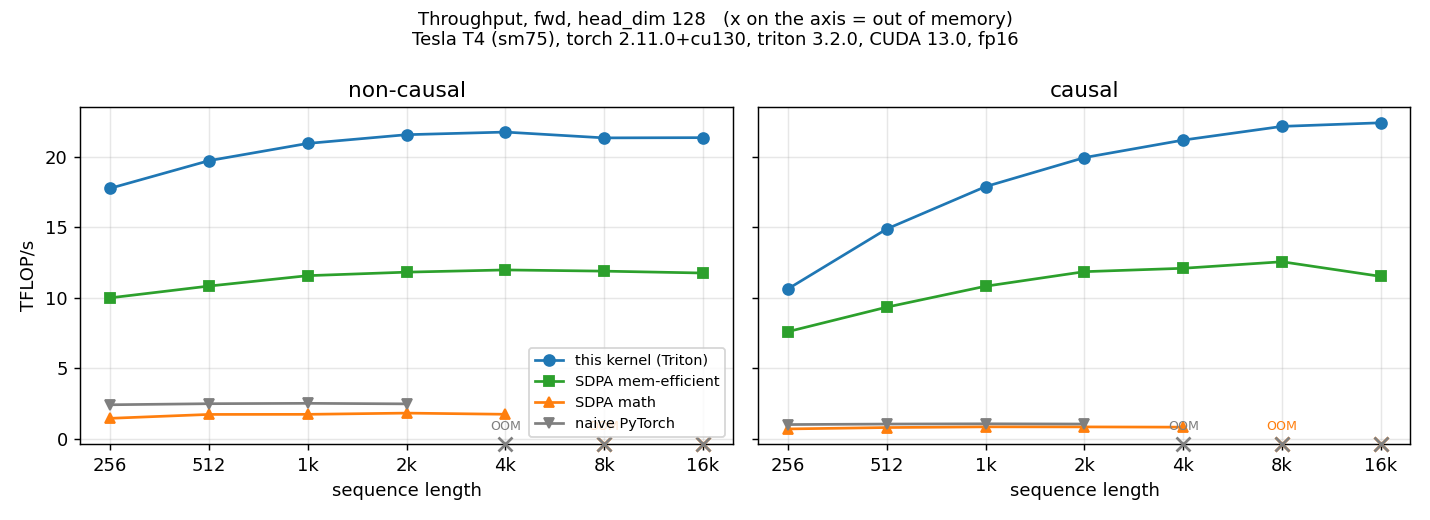 Throughput, fwd, head_dim 128   (x on the axis = out of memory)
Tesla T4 (sm75), torch 2.11.0+cu130, triton 3.2.0, CUDA 13.0, fp16
non-causal
causal
TFLOP/s
20
15
10
5
0
this kernel (Triton)
SDPA mem-efficient
SDPA math
naive PyTorch
OOM
OOM
OOM
256 512 1k 2k 4k 8k 16k
256 512 1k 2k 4k 8k 16k
sequence length
sequence length